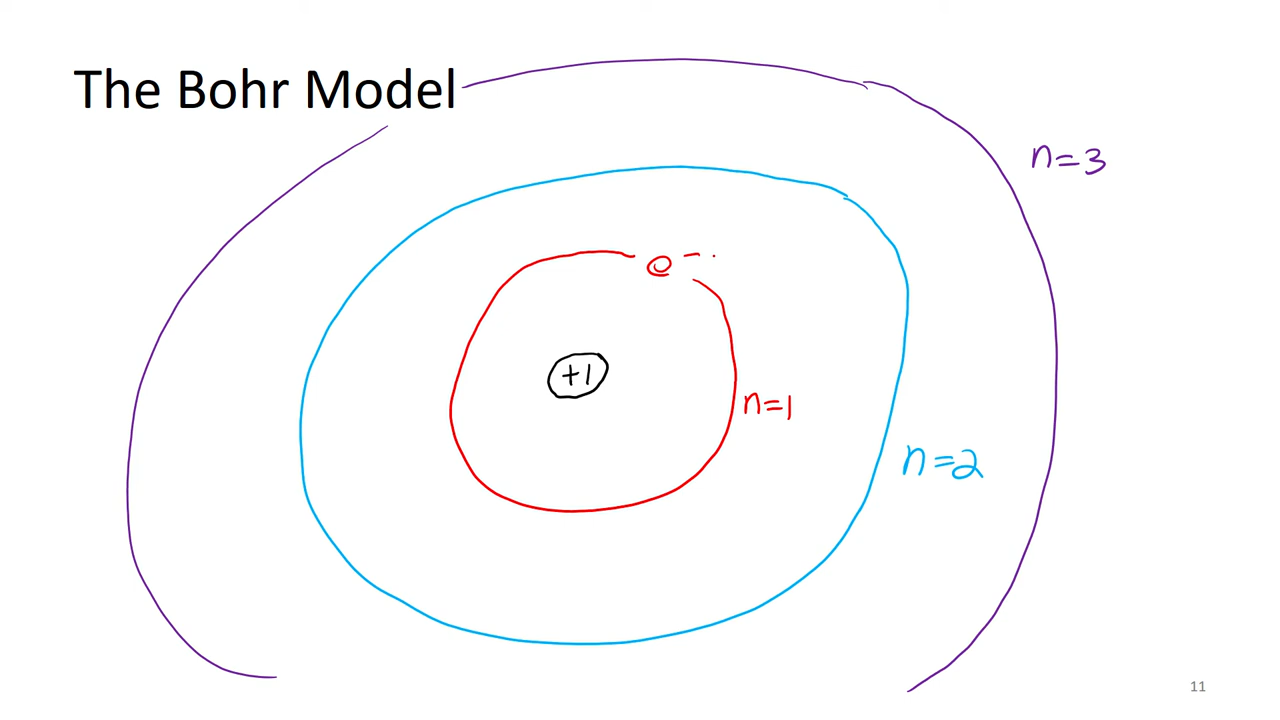 The Bohr Model
n=3
e-
+1
n=1
n=2
11